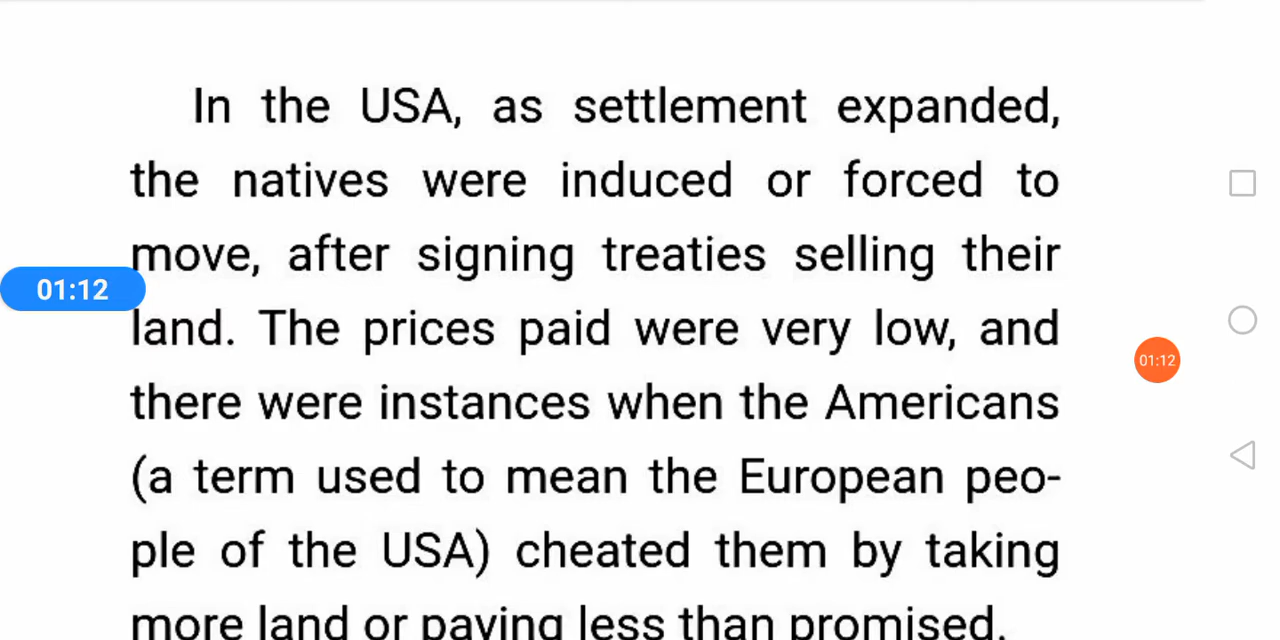 In the USA, as settlement expanded,
the natives were induced or forced to
move, after signing treaties selling their
01:12
land. The prices paid were very low, and
01:12
there were instances when the Americans
(a term used to mean the European peo-
ple of the USA) cheated them by taking
more land or paying less than promised.